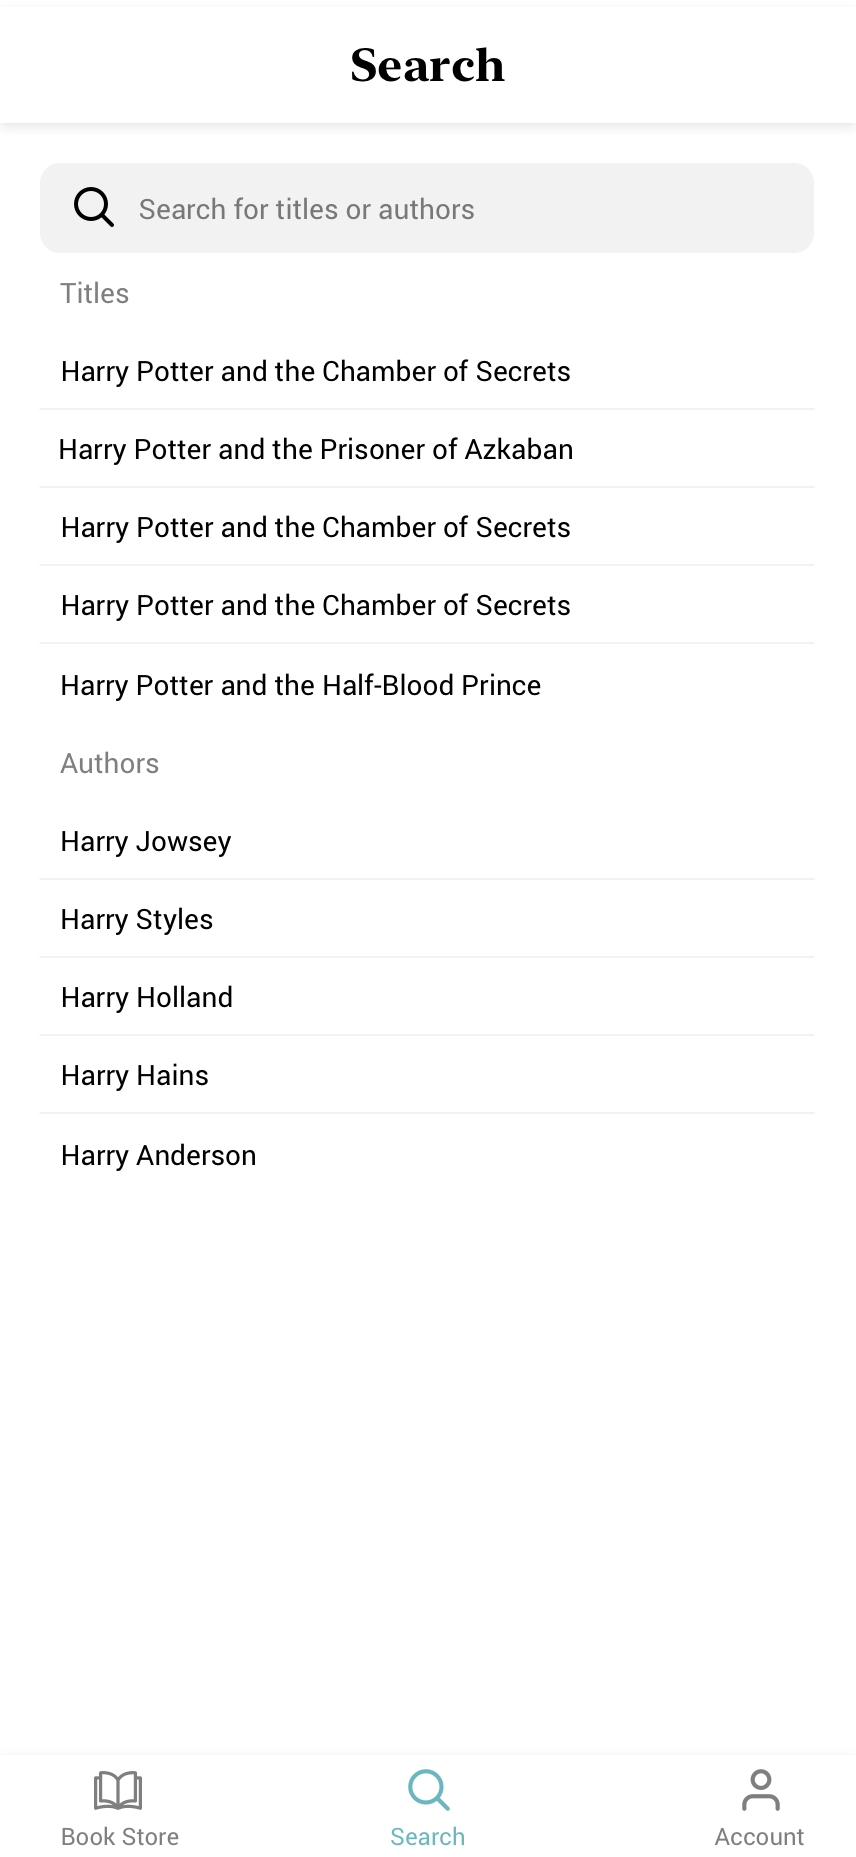 Search
Search for titles or authors
Titles
Harry Potter and the Chamber of Secrets
Harry Potter and the Prisoner of Azkaban
Harry Potter and the Chamber of Secrets
Harry Potter and the Chamber of Secrets
Harry Potter and the Half-Blood Prince
Authors
Harry Jowsey
Harry Styles
Harry Holland
Harry Hains
Harry Anderson
Book Store
Search
Account